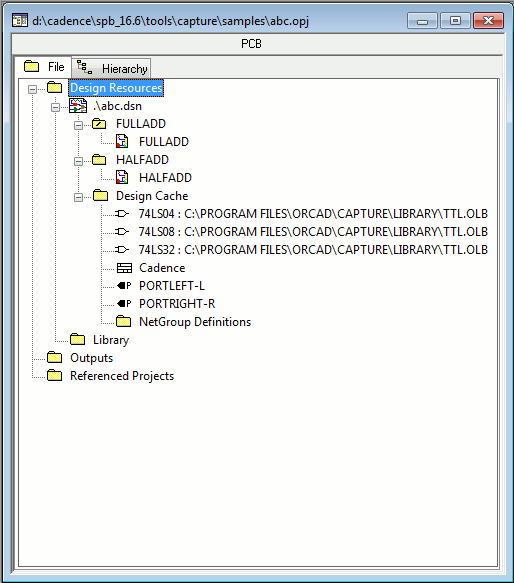 d:\cadence\spb_16.6\tools\capture\samples\abc.opj
PCB
File
Hierarchy
Design Resources
.\abc.dsn
FULLADD
FULLADD
HALFADD
HALFADD
Design Cache
74LS04 : C:\PROGRAM FILES\ORCAD\CAPTURE\LIBRARY\TTL.OLB
74LS08 : C:\PROGRAM FILES\ORCAD\CAPTURE\LIBRARY\TTL.OLB
74LS32 : C:\PROGRAM FILES\ORCAD\CAPTURE\LIBRARY\TTL.OLB
Cadence
PORTLEFT-L
PORTRIGHT-R
NetGroup Definitions
Library
Outputs
Referenced Projects